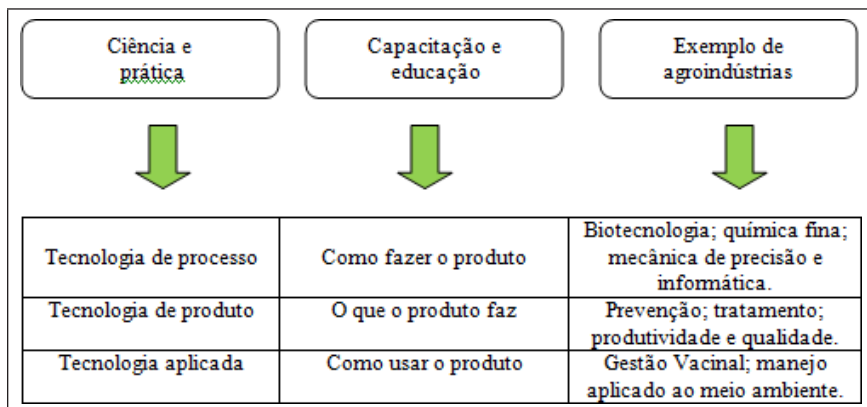 Ciência e
prática
Capacitação e
educação
Exemplo de
agroindústrias
Tecnologia de processo
Como fazer o produto
Biotecnologia; química fina;
mecânica de precisão e
informática.
Tecnologia de produto
O que o produto faz
Prevenção; tratamento;
produtividade e qualidade.
Tecnologia aplicada
Como usar o produto
Gestão Vacinal; manejo
aplicado ao meio ambiente.